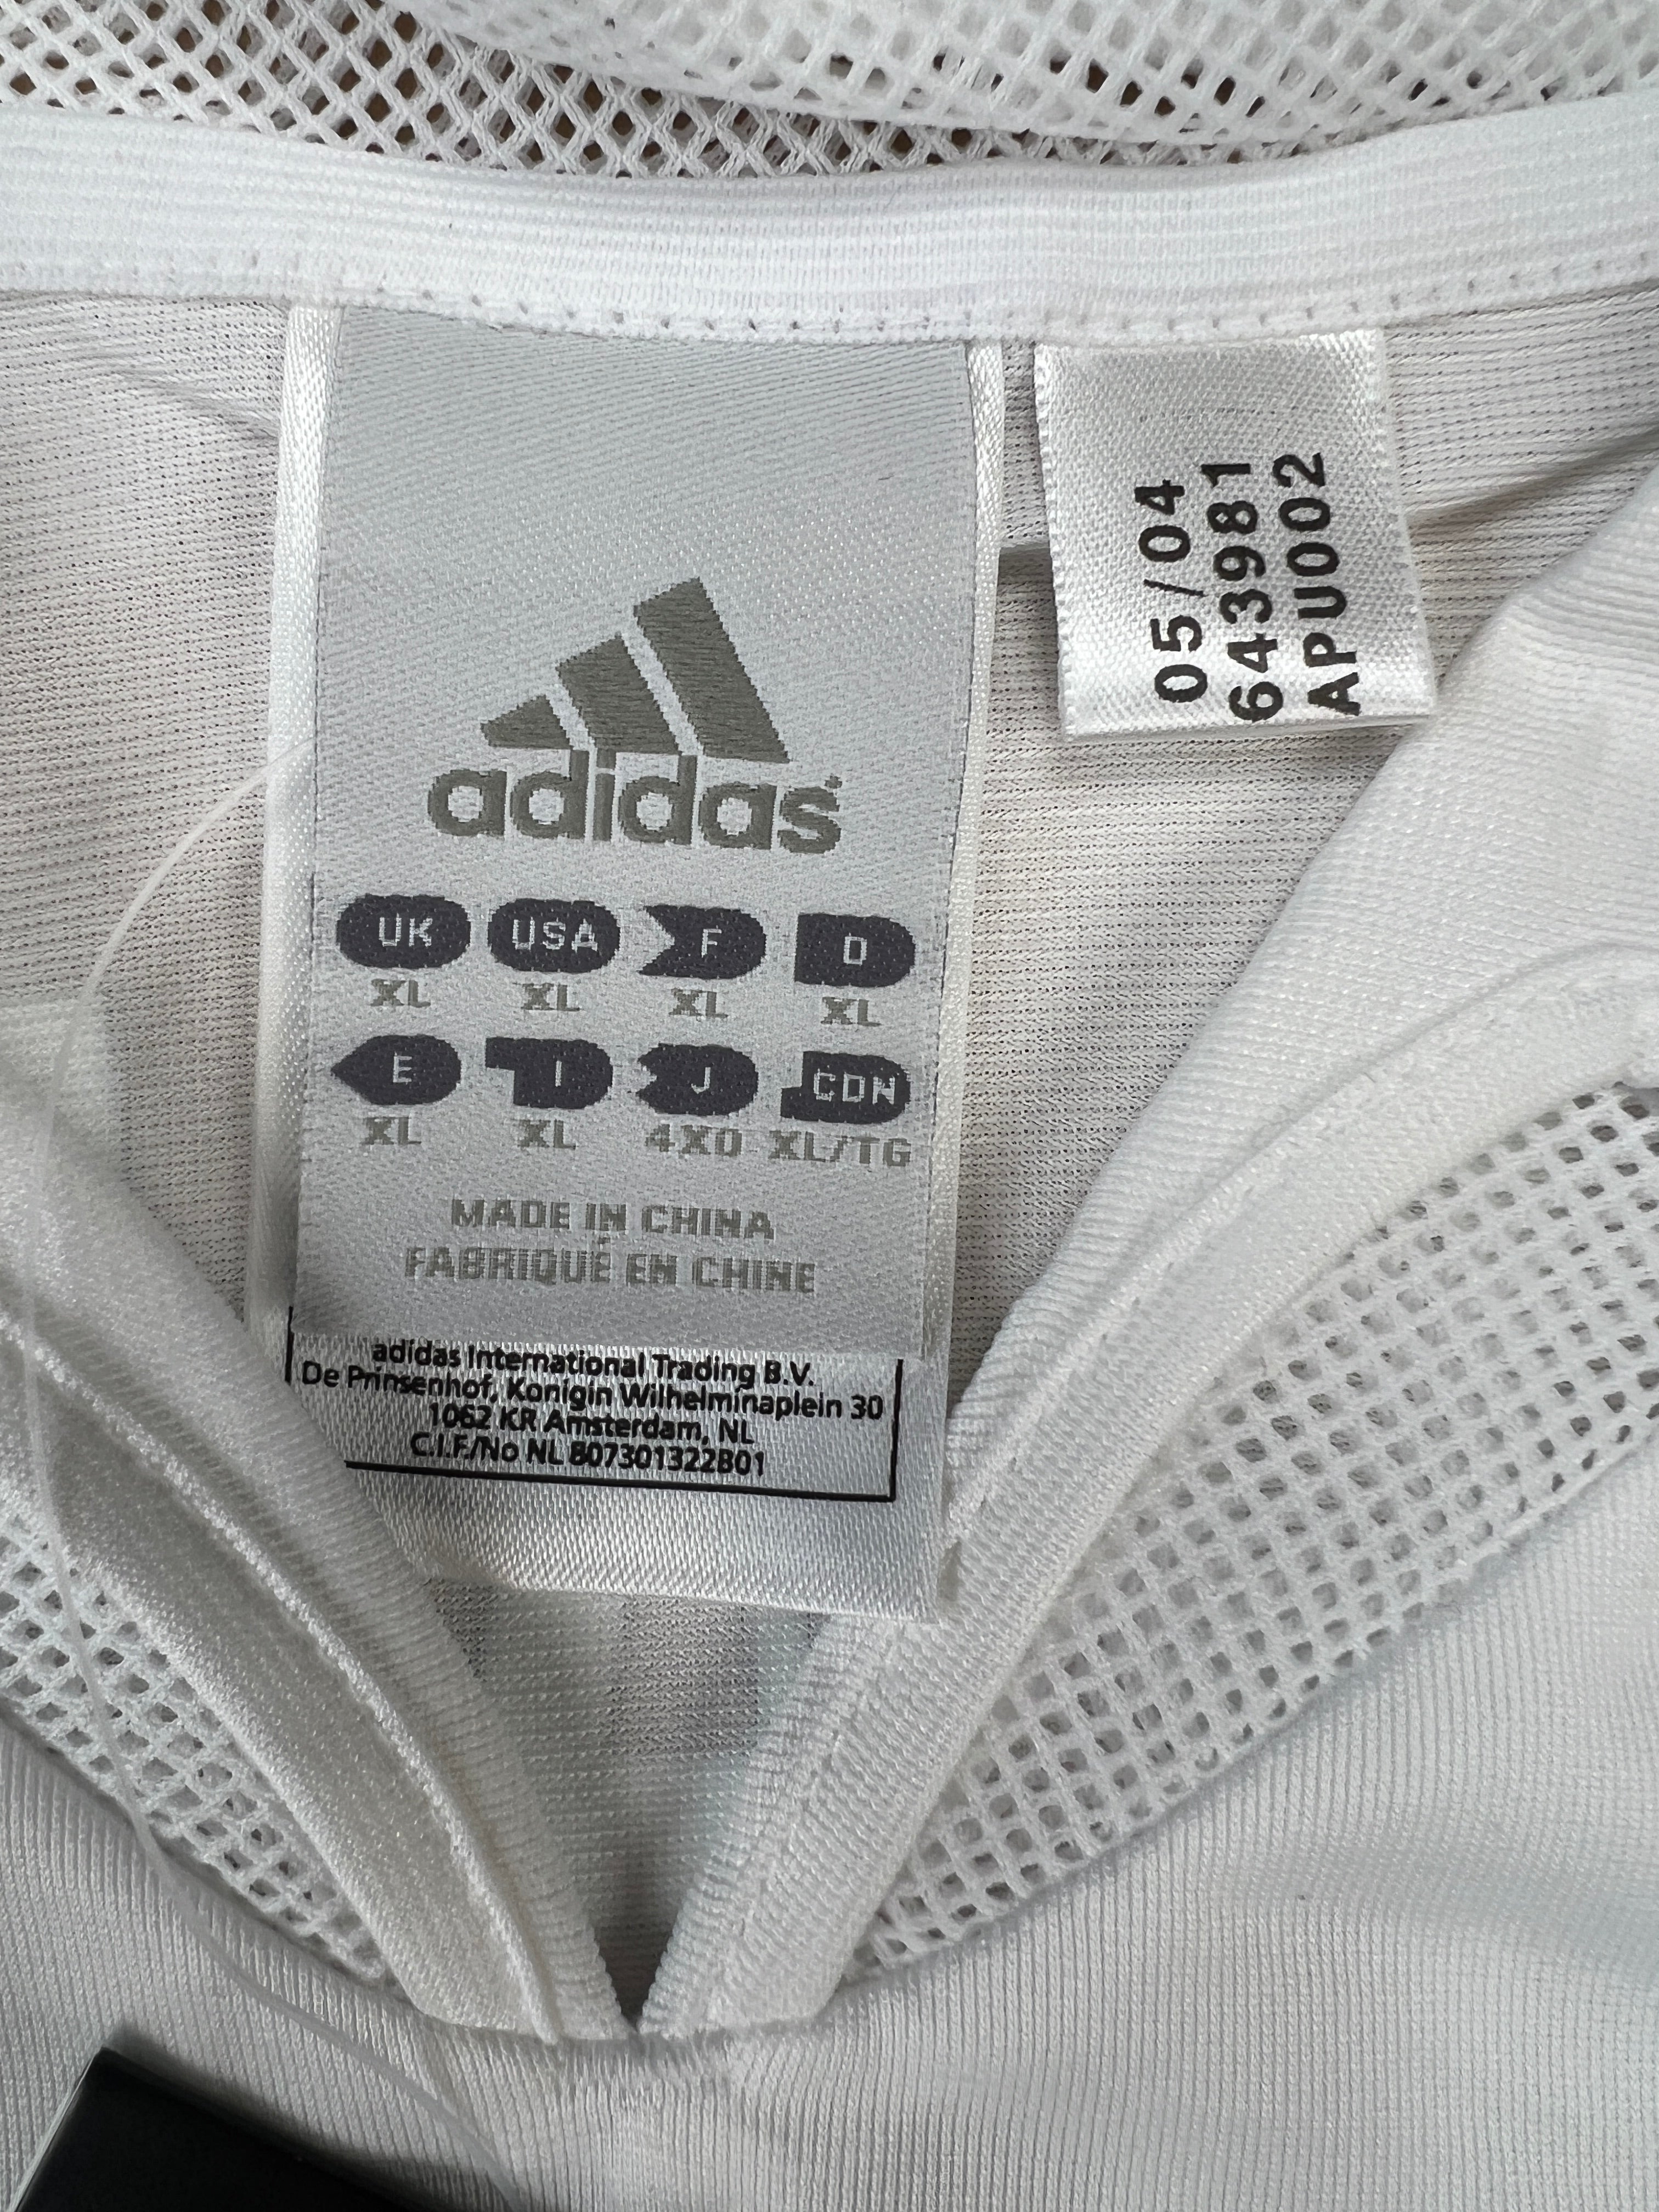 adidas
UK USA F D
XL XL XL XL
E I J CDN
XL XL 4XO XL/TG
MADE IN CHINA
FABRIQUÉ EN CHINE
adidas International Trading B.V.
De Prinsenhof, Konigin Wilhelminaplein 30
1062 KR Amsterdam, NL
C.I.F./No NL B07301322B01
05/04
643981
APU002